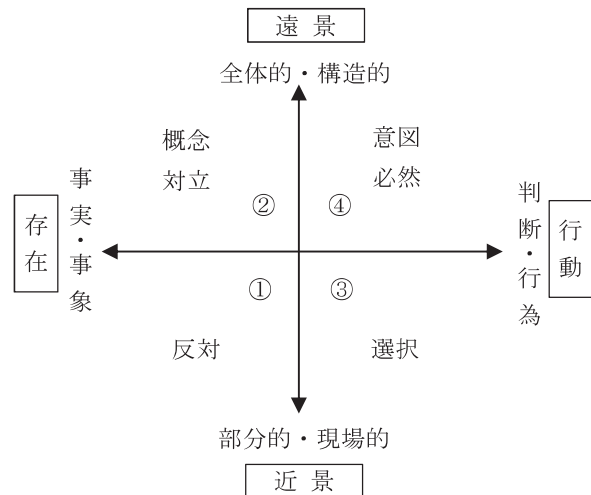 遠景
全体的・構造的
概念
対立
意図
必然
②
④
存在
事実・事象
判断・行為
行動
①
③
反対
選択
部分的・現場的
近景